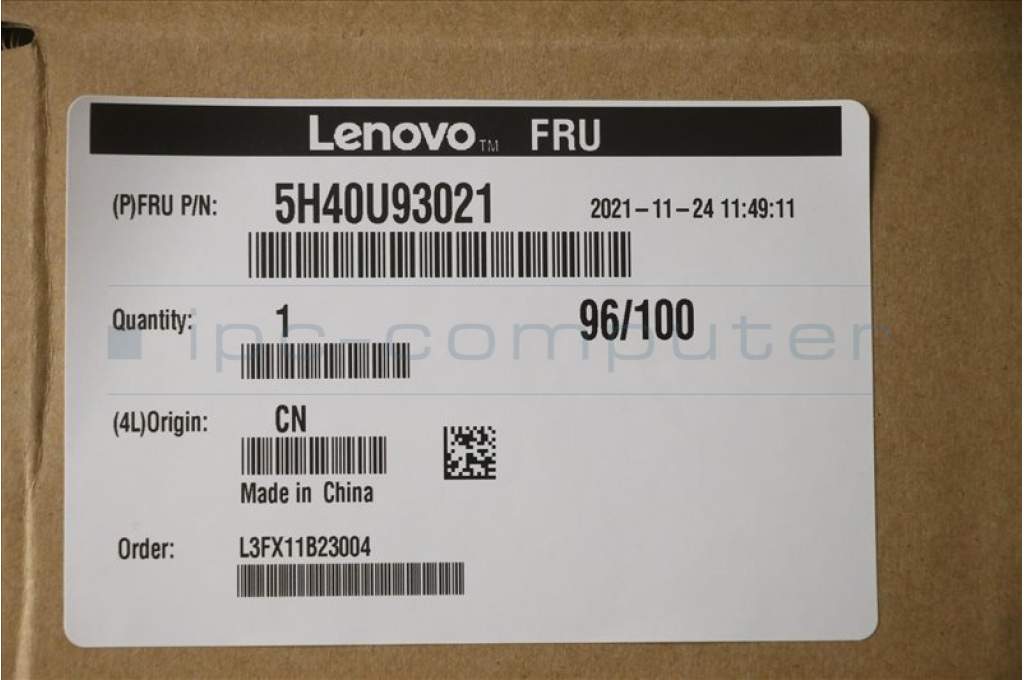 Lenovo™ FRU
(P)FRU P/N: 5H40U93021 2021-11-24 11:49:11
Quantity: 1 96/100
ipc-computer
(4L)Origin: CN
Made in China
Order: L3FX11B23004